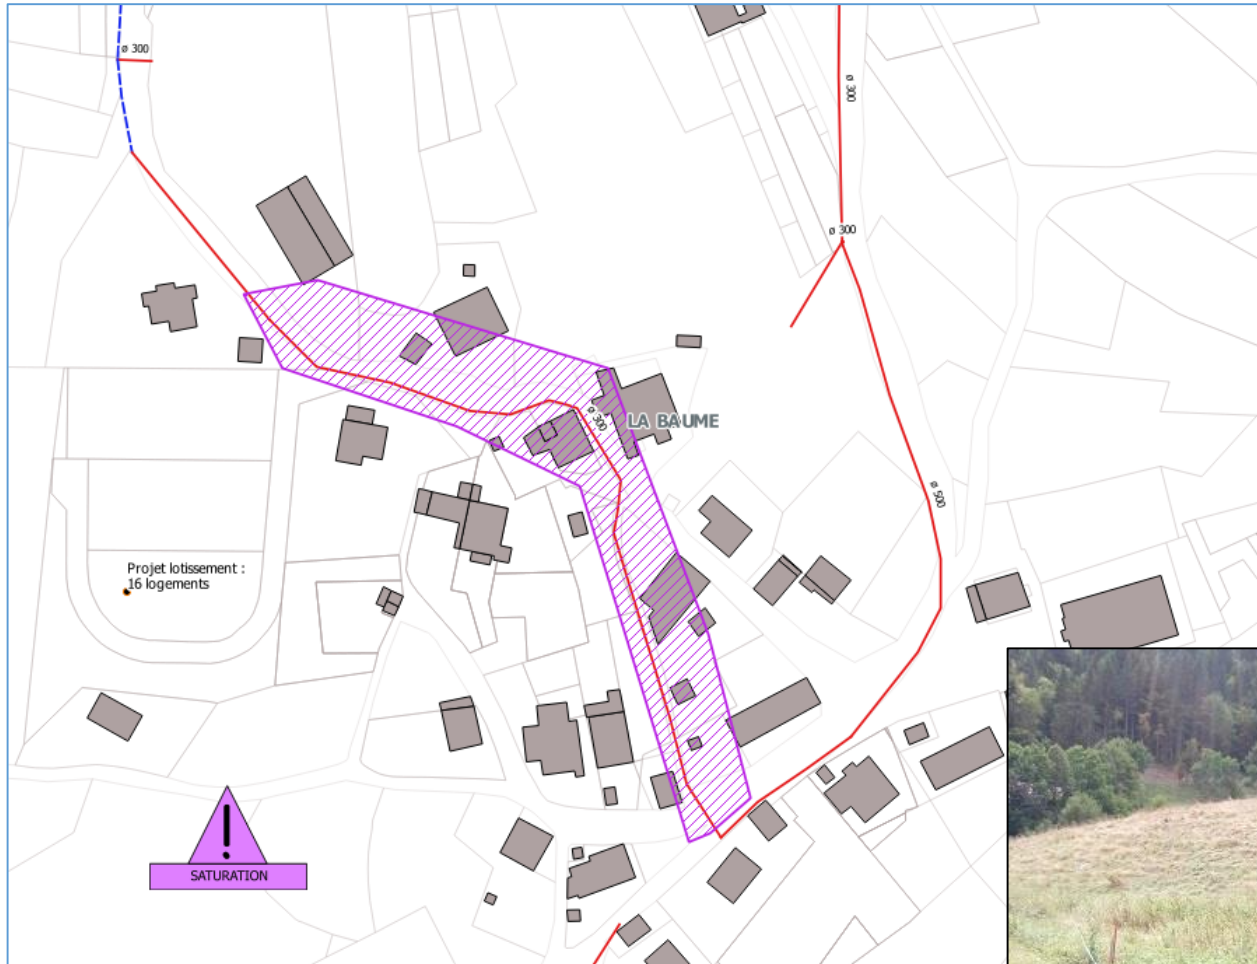 ø 300
ø 300
ø 300
ø 300
LA BAUME
ø 500
Projet lotissement :
16 logements
!
SATURATION